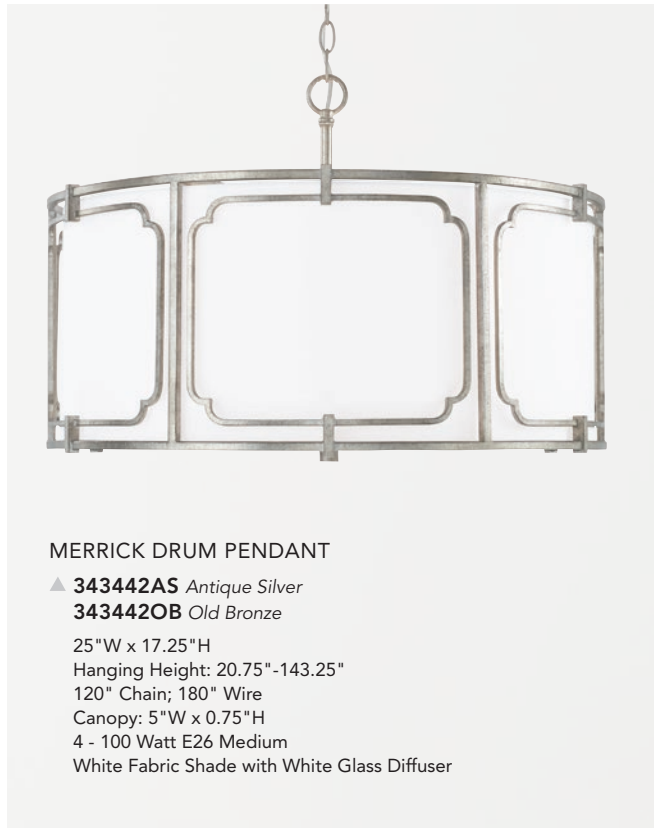 MERRICK DRUM PENDANT
343442AS Antique Silver
343442OB Old Bronze
25"W x 17.25"H
Hanging Height: 20.75"-143.25"
120" Chain; 180" Wire
Canopy: 5"W x 0.75"H
4 - 100 Watt E26 Medium
White Fabric Shade with White Glass Diffuser